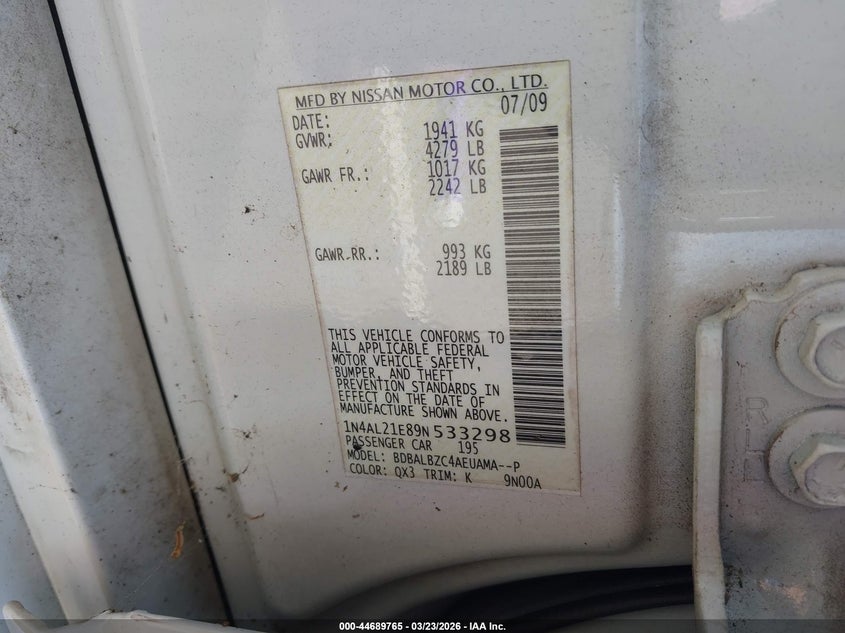 MFD BY NISSAN MOTOR CO., LTD.
DATE: 07/09
GVWR: 1941 KG
4279 LB
GAWR FR.: 1017 KG
2242 LB
GAWR RR.: 993 KG
2189 LB
THIS VEHICLE CONFORMS TO
ALL APPLICABLE FEDERAL
MOTOR VEHICLE SAFETY,
BUMPER, AND THEFT
PREVENTION STANDARDS IN
EFFECT ON THE DATE OF
MANUFACTURE SHOWN ABOVE.
1N4AL21E89N 533298
PASSENGER CAR 195
MODEL: BDBALBZC4AEUAMA--P
COLOR: QX3 TRIM: K 9N00A
000-44689765 - 03/23/2026 - IAA Inc.